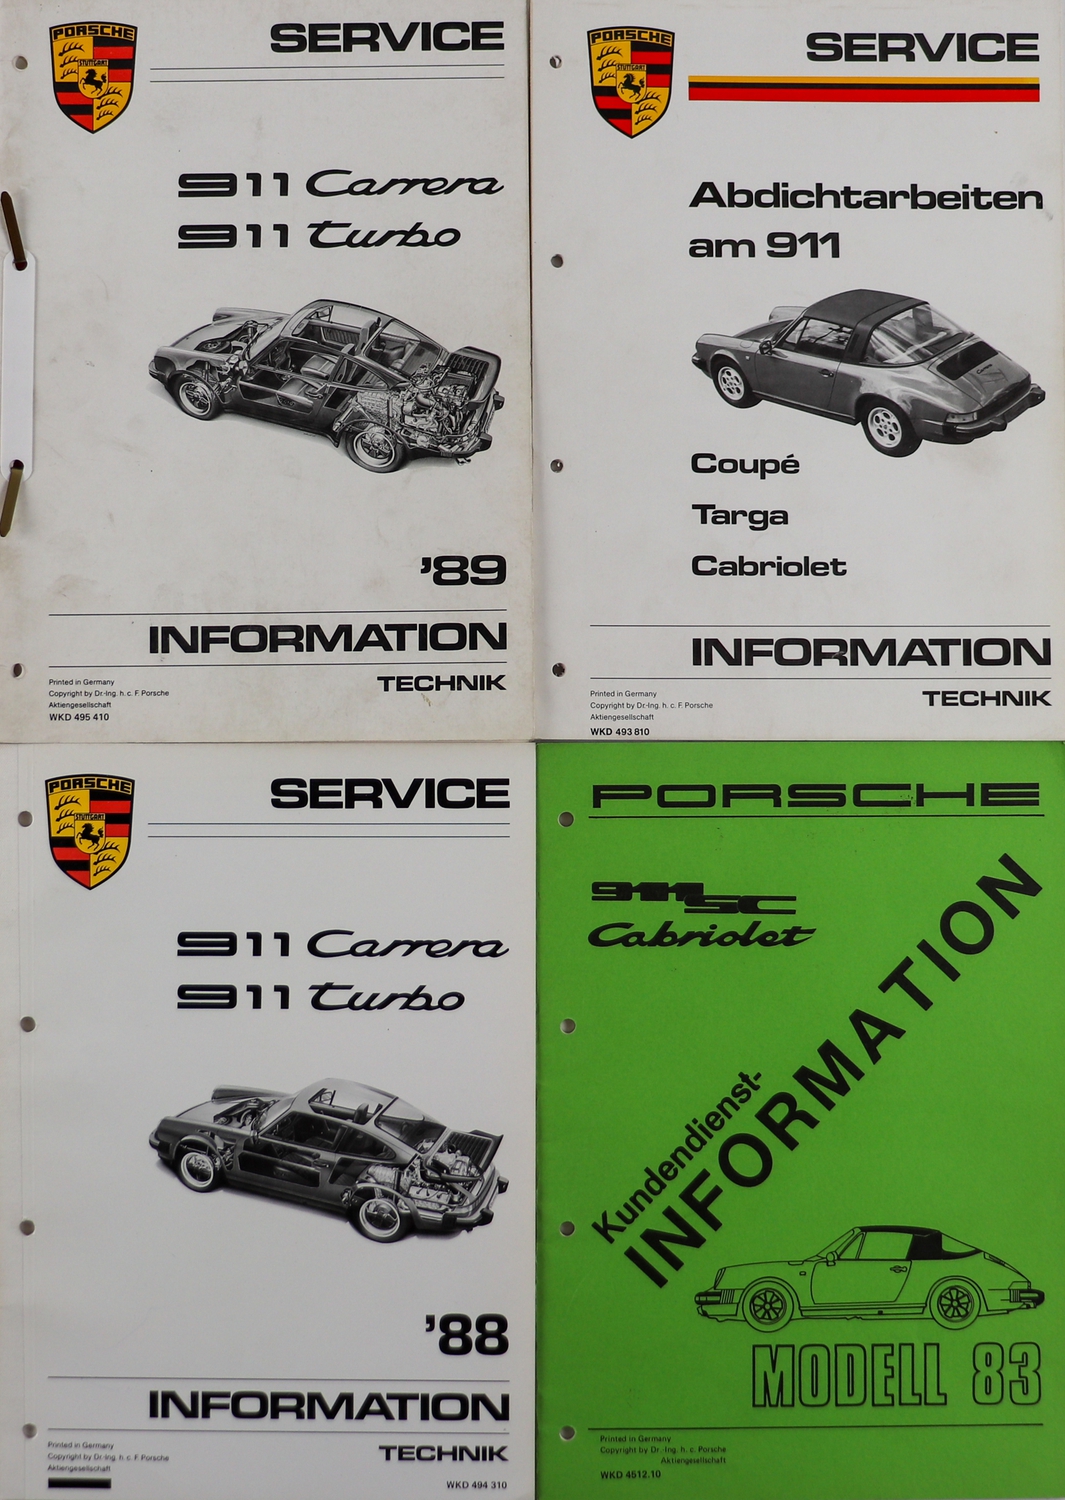 PORSCHE
STUTTGART
SERVICE
911 Carrera
911 turbo
'89
INFORMATION
TECHNIK
Printed in Germany
Copyright by Dr.-Ing. h. c. F. Porsche
Aktiengesellschaft
WKD 495 410
PORSCHE
STUTTGART
SERVICE
Abdichtarbeiten
am 911
Coupé
Targa
Cabriolet
INFORMATION
TECHNIK
Printed in Germany
Copyright by Dr.-Ing. h. c. F. Porsche
Aktiengesellschaft
WKD 493 810
PORSCHE
STUTTGART
SERVICE
911 Carrera
911 turbo
'88
INFORMATION
TECHNIK
Printed in Germany
Copyright by Dr.-Ing. h. c. F. Porsche
Aktiengesellschaft
WKD 494 310
PORSCHE
911 SC
Cabriolet
Kundendienst-
INFORMATION
MODELL 83
Printed in Germany
Copyright by Dr.-Ing. h. c. Porsche
Aktiengesellschaft
WKD 4512.10